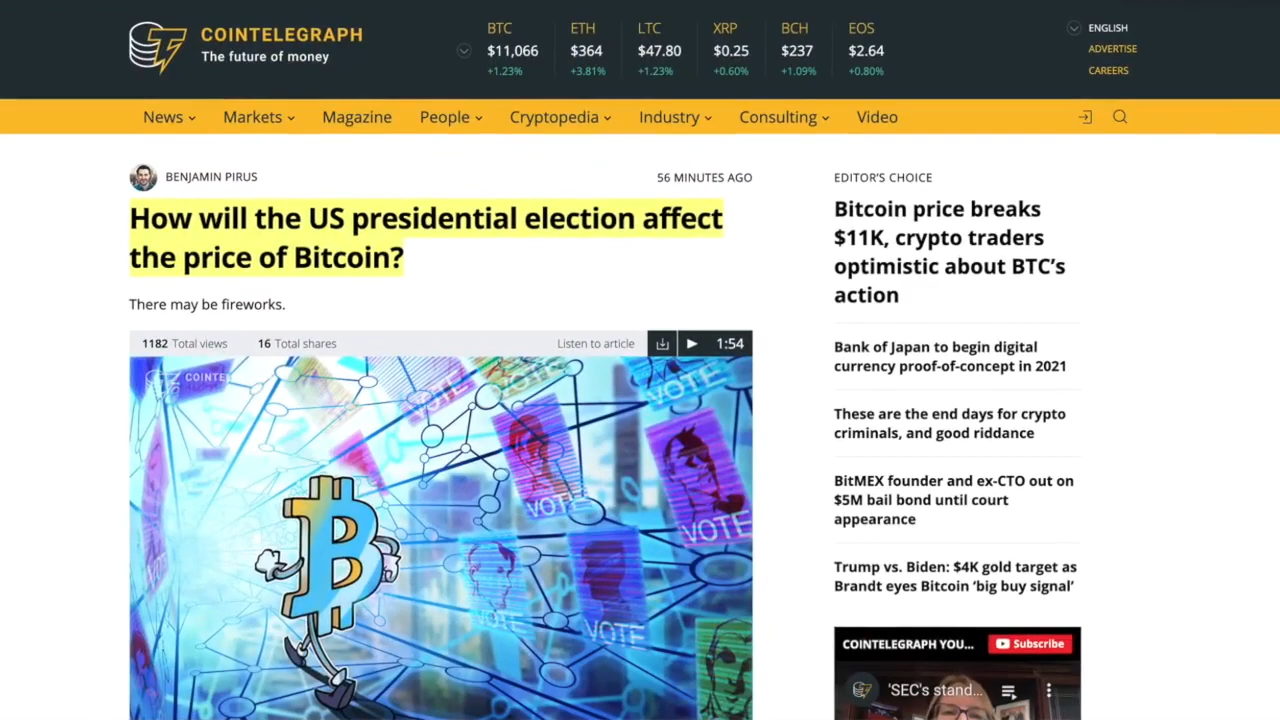 COINTELEGRAPH
The future of money
BTC
$11,066
+1.23%
ETH
$364
+3.81%
LTC
$47.80
+1.23%
XRP
$0.25
+0.60%
BCH
$237
+1.09%
EOS
$2.64
+0.80%
ENGLISH
ADVERTISE
CAREERS
News Markets Magazine People Cryptopedia Industry Consulting Video
BENJAMIN PIRUS
56 MINUTES AGO
How will the US presidential election affect
the price of Bitcoin?
There may be fireworks.
1182 Total views 16 Total shares Listen to article 1:54
COINTEL
VOTE
VOTE
VOTE
VOTE
VOTE
VOTE
VOTE
EDITOR'S CHOICE
Bitcoin price breaks
$11K, crypto traders
optimistic about BTC’s
action
Bank of Japan to begin digital
currency proof-of-concept in 2021
These are the end days for crypto
criminals, and good riddance
BitMEX founder and ex-CTO out on
$5M bail bond until court
appearance
Trump vs. Biden: $4K gold target as
Brandt eyes Bitcoin ‘big buy signal’
COINTELEGRAPH YOU... Subscribe
'SEC's stand...